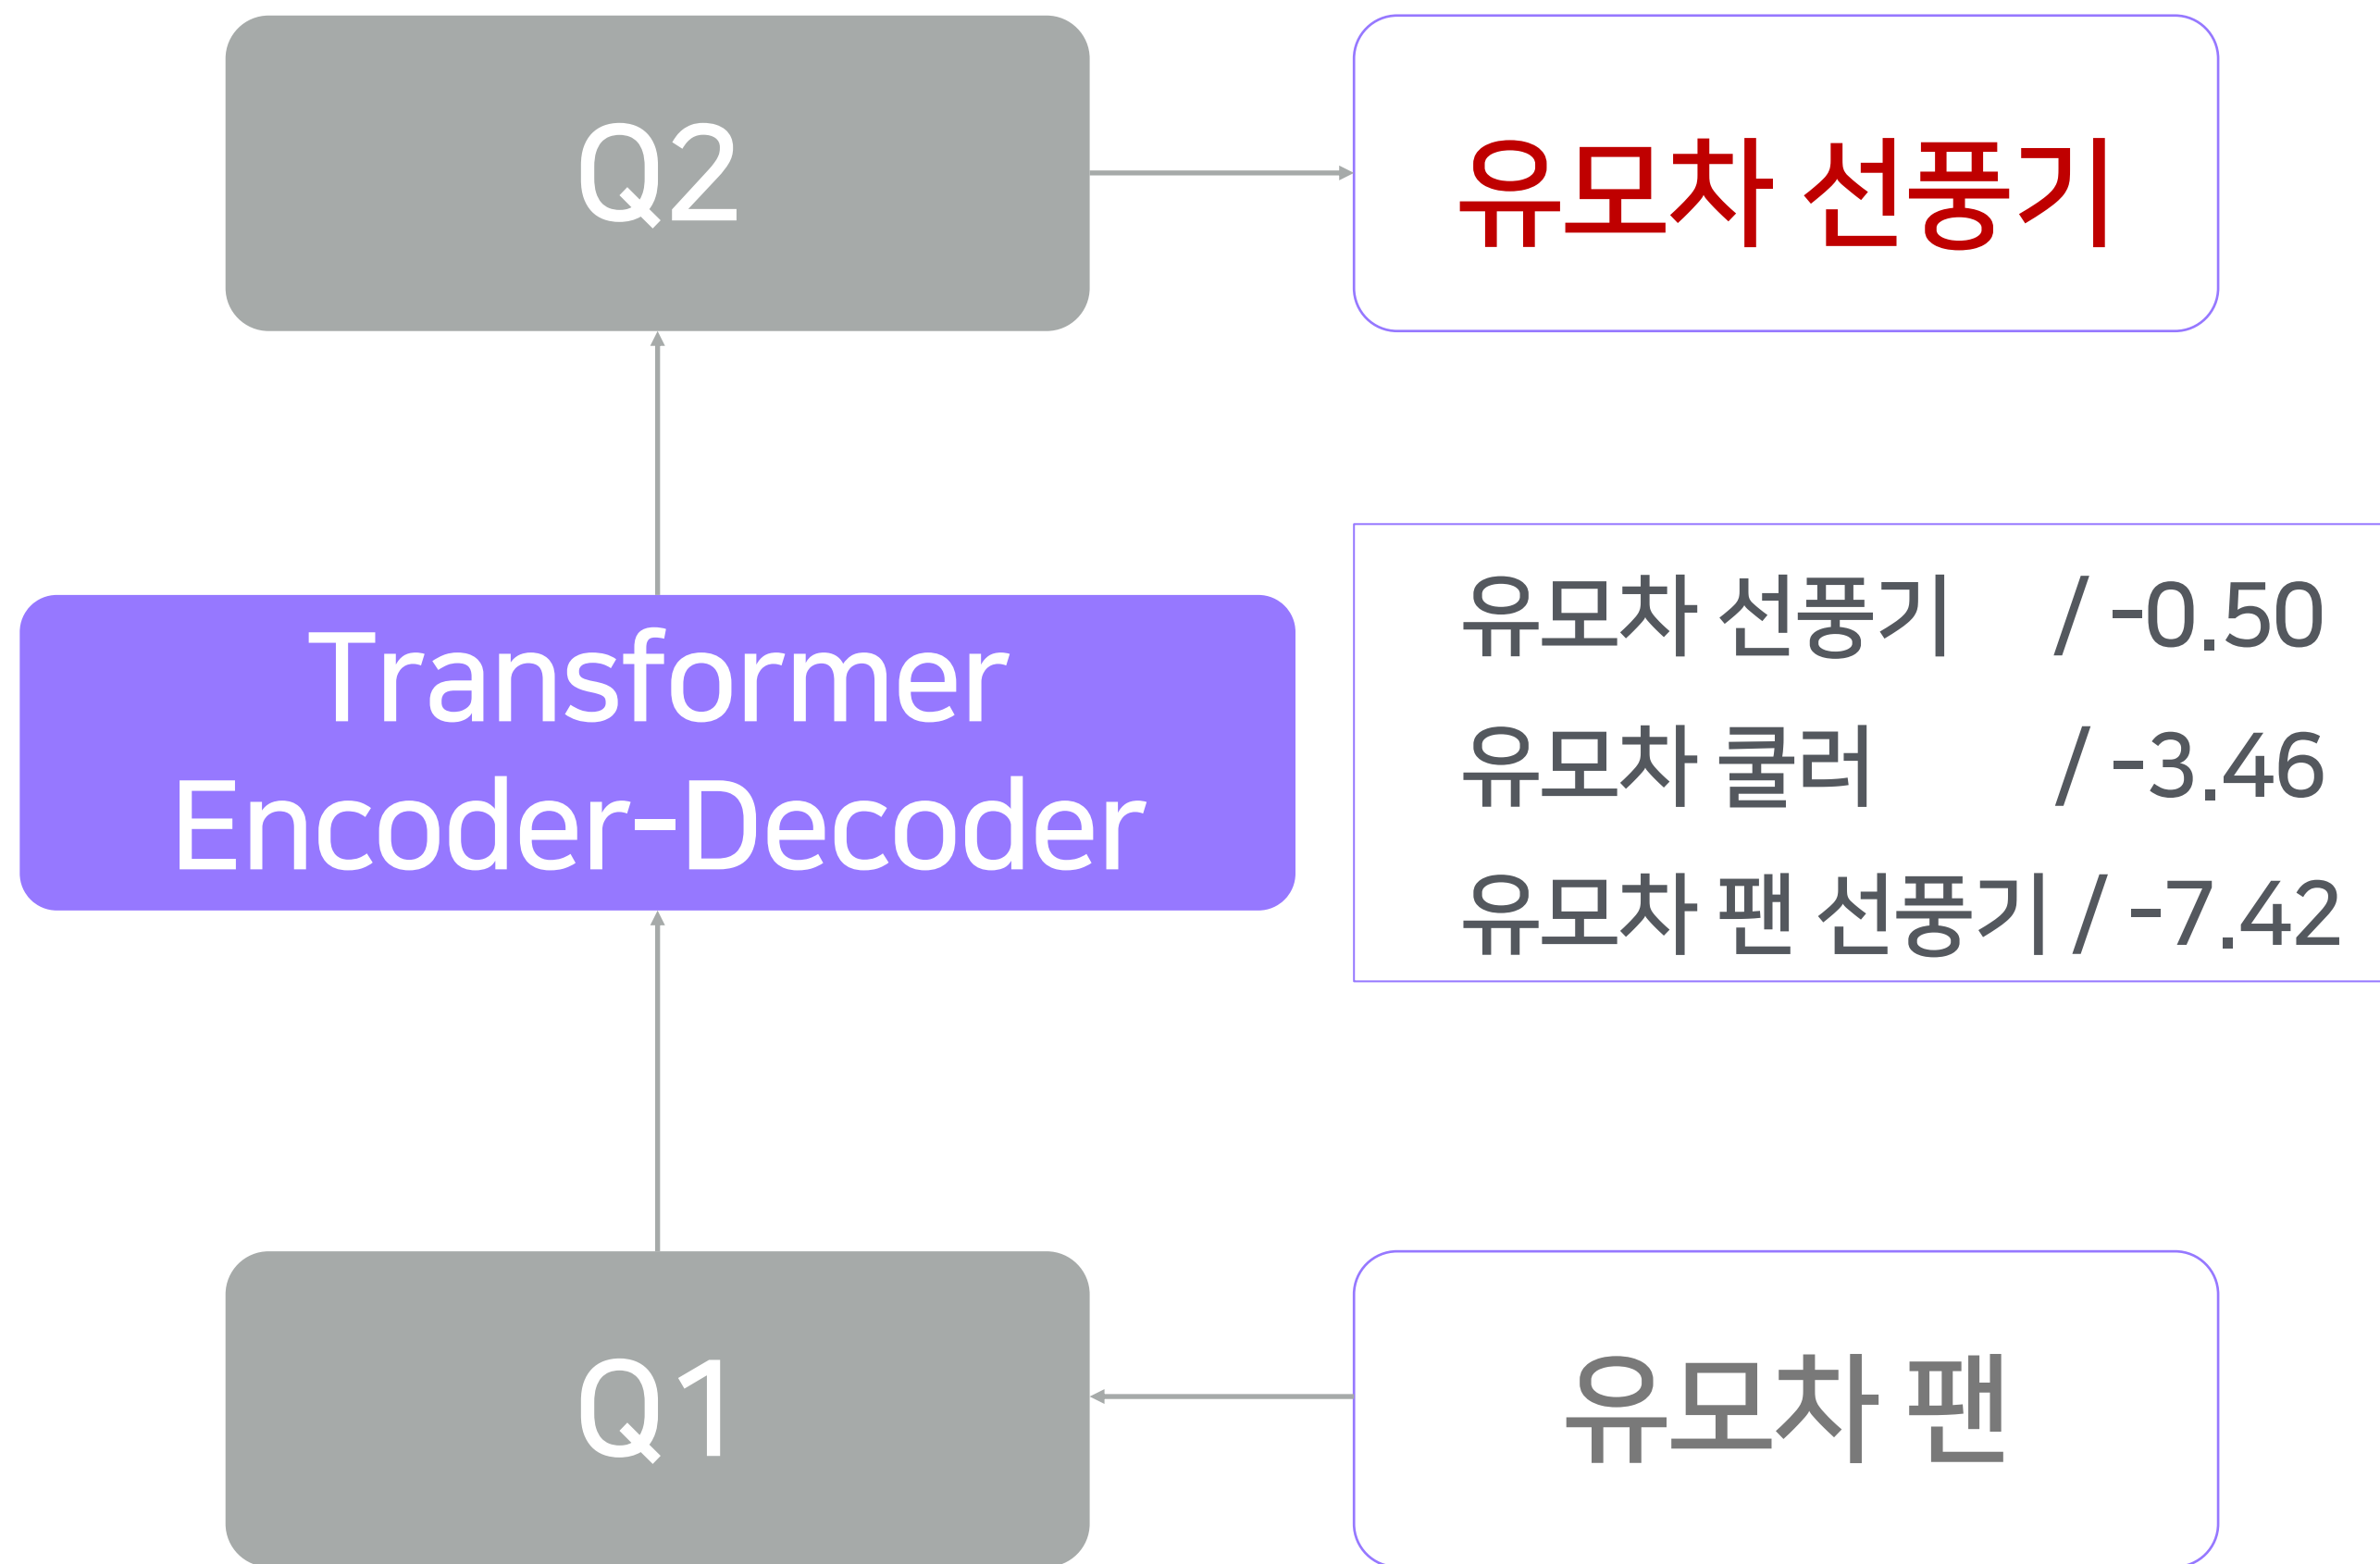 Q2
유모차 선풍기
Transformer
Encoder-Decoder
유모차 선풍기 / -0.50
유모차 쿨러 / -3.46
유모차 팬 선풍기 / -7.42
Q1
유모차 팬